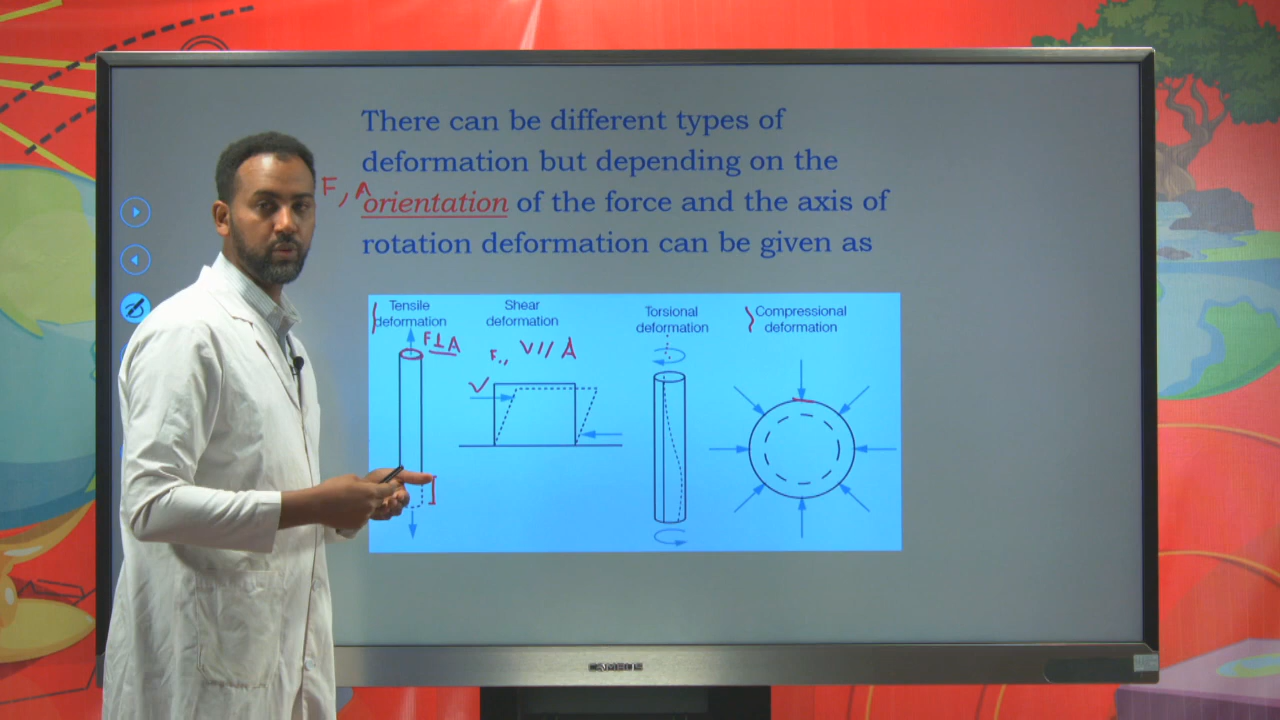 There can be different types of
deformation but depending on the
F, A
orientation of the force and the axis of
rotation deformation can be given as
Tensile
deformation
Shear
deformation
Torsional
deformation
Compressional
deformation
F⊥A
V // A